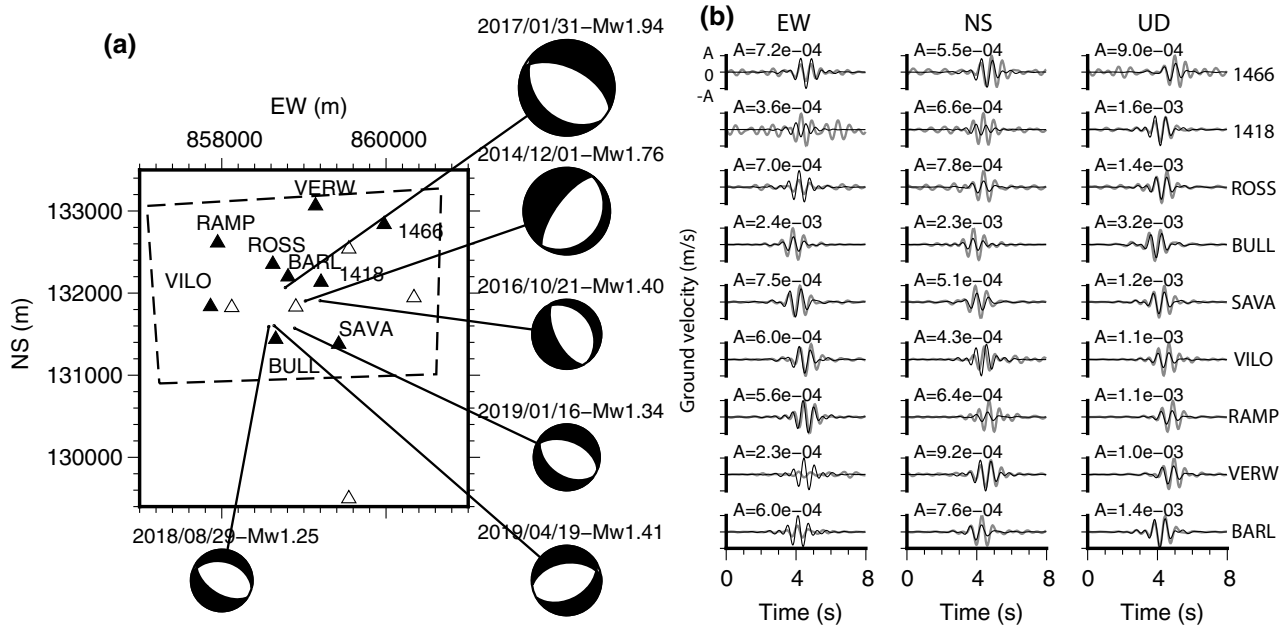 (a)
2017/01/31−Mw1.94
EW (m)
858000 860000
2014/12/01−Mw1.76
133000
132000
131000
130000
NS (m)
VERW
RAMP
1466
ROSS
BARL
1418
VILO
SAVA
BULL
2016/10/21−Mw1.40
2019/01/16−Mw1.34
2018/08/29−Mw1.25
2019/04/19−Mw1.41
(b)
EW NS UD
A
0
-A
Ground velocity (m/s)
A=7.2e−04 A=5.5e−04 A=9.0e−04 1466
A=3.6e−04 A=6.6e−04 A=1.6e−03 1418
A=7.0e−04 A=7.8e−04 A=1.4e−03 ROSS
A=2.4e−03 A=2.3e−03 A=3.2e−03 BULL
A=7.5e−04 A=5.1e−04 A=1.2e−03 SAVA
A=6.0e−04 A=4.3e−04 A=1.1e−03 VILO
A=5.6e−04 A=6.4e−04 A=1.1e−03 RAMP
A=2.3e−04 A=9.2e−04 A=1.0e−03 VERW
A=6.0e−04 A=7.6e−04 A=1.4e−03 BARL
0 4 8 0 4 8 0 4 8
Time (s) Time (s) Time (s)